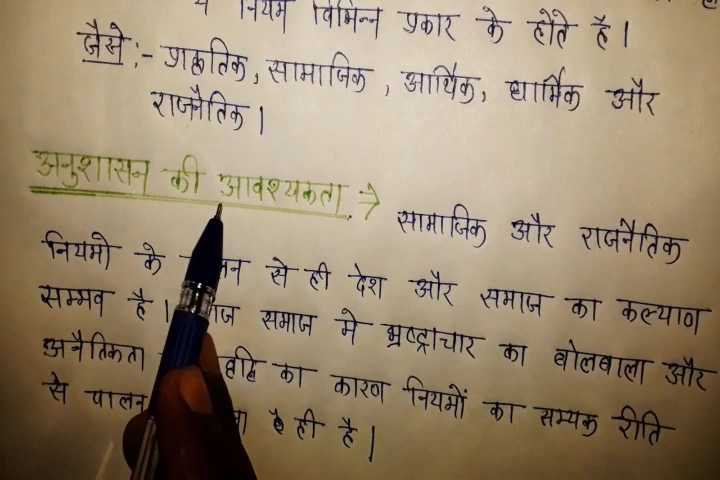 नियम विभिन्न प्रकार के होते है।
जैसे :- प्राकृतिक, सामाजिक, आर्थिक, धार्मिक और
राजनैतिक।
अनुशासन की आवश्यकता →
सामाजिक और राजनैतिक
नियमो के से ही देश और समाज का कल्याण
सम्भव है। समाज मे भ्रष्ट्राचार का बोलबाला और
अनैतिकता का कारण नियमों का सम्यक रीति
से पालन ही है।